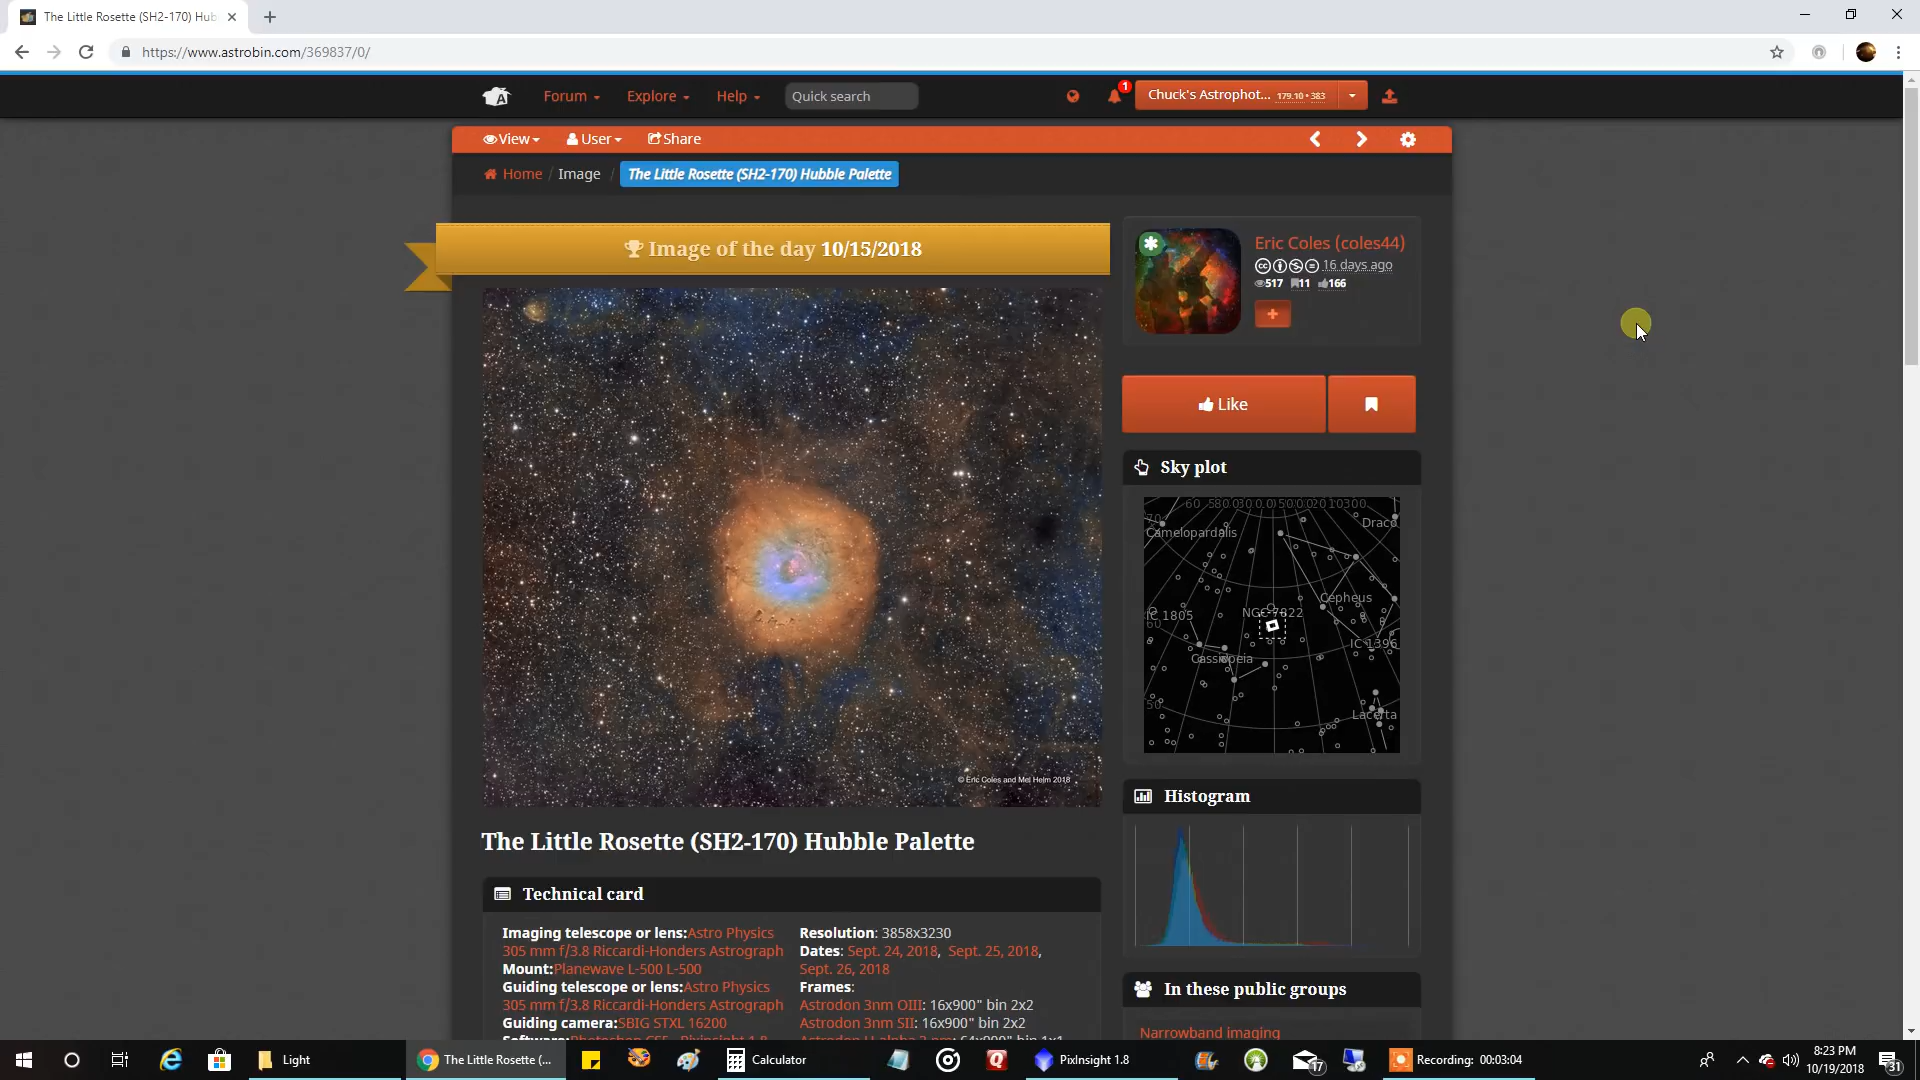 The Little Rosette (SH2-170) Hub
https://www.astrobin.com/369837/0/
Forum Explore Help Quick search 1 Chuck's Astrophot... 179.10 • 383
View User Share
Home / Image / The Little Rosette (SH2-170) Hubble Palette
Image of the day 10/15/2018
Eric Coles (coles44)
16 days ago
517 11 166
Like
Sky plot
Draco
Camelopardalis
Cepheus
NGC 7822
IC 1805
IC 1396
Cassiopeia
Lacerta
© Eric Coles and Mel Helm 2018
Histogram
The Little Rosette (SH2-170) Hubble Palette
Technical card
Imaging telescope or lens:Astro Physics
305 mm f/3.8 Riccardi-Honders Astrograph
Mount:Planewave L-500 L-500
Guiding telescope or lens:Astro Physics
305 mm f/3.8 Riccardi-Honders Astrograph
Guiding camera:SBIG STXL 16200
Resolution: 3858x3230
Dates: Sept. 24, 2018, Sept. 25, 2018,
Sept. 26, 2018
Frames:
Astrodon 3nm OIII: 16x900" bin 2x2
Astrodon 3nm SII: 16x900" bin 2x2
In these public groups
Narrowband imaging
Light
The Little Rosette (...
Calculator
PixInsight 1.8
17
Recording: 00:03:04
8:23 PM
10/19/2018
31